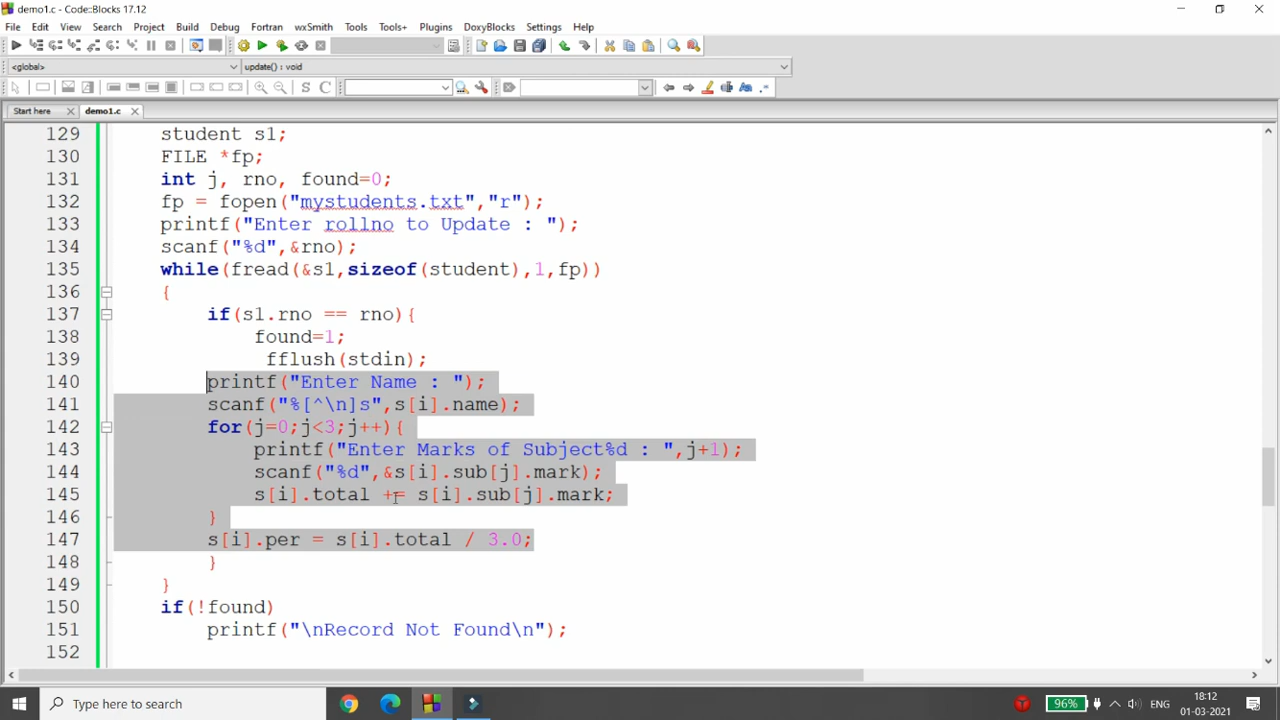 demo1.c - Code::Blocks 17.12
File Edit View Search Project Build Debug Fortran wxSmith Tools Tools+ Plugins DoxyBlocks Settings Help
<global> update() : void
S C
Start here demo1.c
129 student s1;
130 FILE *fp;
131 int j, rno, found=0;
132 fp = fopen("mystudents.txt","r");
133 printf("Enter rollno to Update : ");
134 scanf("%d",&rno);
135 while(fread(&s1,sizeof(student),1,fp))
136 {
137 if(s1.rno == rno){
138 found=1;
139 fflush(stdin);
140 printf("Enter Name : ");
141 scanf("%[^\n]s",s[i].name);
142 for(j=0;j<3;j++){
143 printf("Enter Marks of Subject%d : ",j+1);
144 scanf("%d",&s[i].sub[j].mark);
145 s[i].total += s[i].sub[j].mark;
146 }
147 s[i].per = s[i].total / 3.0;
148 }
149 }
150 if(!found)
151 printf("\nRecord Not Found\n");
152
Type here to search
96% ENG 18:12
01-03-2021